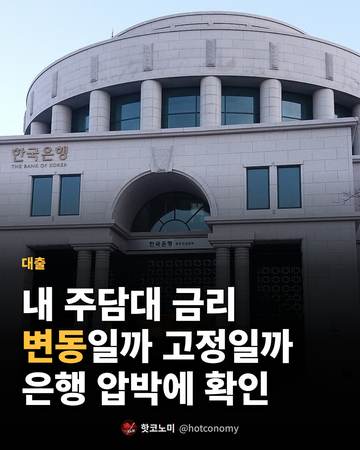 한국은행
THE BANK OF KOREA
한국은행
대출
내 주담대 금리
변동일까 고정일까
은행 압박에 확인
핫코노미 @hotconomy